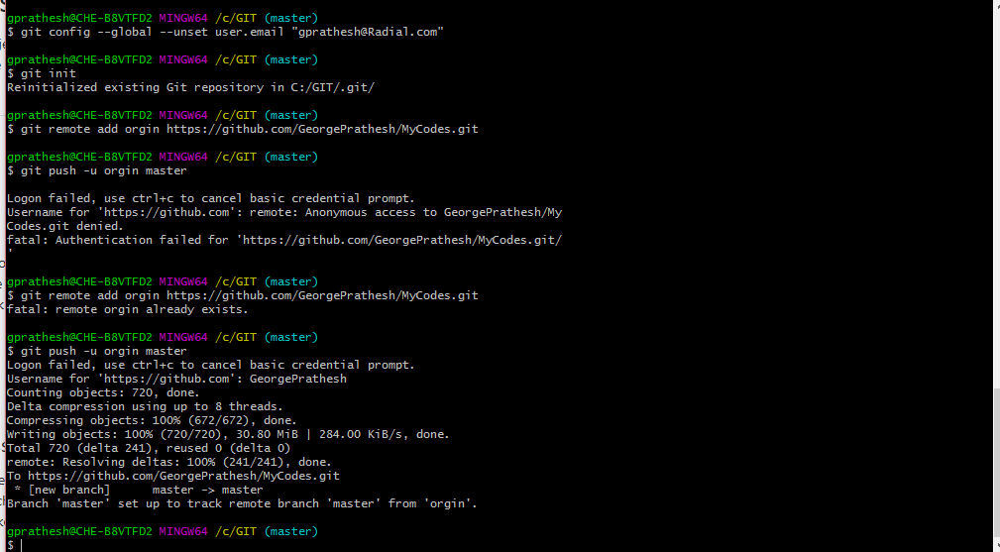 gprathesh@CHE-B8VTFD2 MINGW64 /c/GIT (master)
$ git config --global --unset user.email "gprathesh@Radial.com"
gprathesh@CHE-B8VTFD2 MINGW64 /c/GIT (master)
$ git init
Reinitialized existing Git repository in C:/GIT/.git/
gprathesh@CHE-B8VTFD2 MINGW64 /c/GIT (master)
$ git remote add orgin https://github.com/GeorgePrathesh/MyCodes.git
gprathesh@CHE-B8VTFD2 MINGW64 /c/GIT (master)
$ git push -u orgin master
Logon failed, use ctrl+c to cancel basic credential prompt.
Username for 'https://github.com': remote: Anonymous access to GeorgePrathesh/My
Codes.git denied.
fatal: Authentication failed for 'https://github.com/GeorgePrathesh/MyCodes.git/
'
gprathesh@CHE-B8VTFD2 MINGW64 /c/GIT (master)
$ git remote add orgin https://github.com/GeorgePrathesh/MyCodes.git
fatal: remote orgin already exists.
gprathesh@CHE-B8VTFD2 MINGW64 /c/GIT (master)
$ git push -u orgin master
Logon failed, use ctrl+c to cancel basic credential prompt.
Username for 'https://github.com': GeorgePrathesh
Counting objects: 720, done.
Delta compression using up to 8 threads.
Compressing objects: 100% (672/672), done.
Writing objects: 100% (720/720), 30.80 MiB | 284.00 KiB/s, done.
Total 720 (delta 241), reused 0 (delta 0)
remote: Resolving deltas: 100% (241/241), done.
To https://github.com/GeorgePrathesh/MyCodes.git
 * [new branch]      master -> master
Branch 'master' set up to track remote branch 'master' from 'orgin'.
gprathesh@CHE-B8VTFD2 MINGW64 /c/GIT (master)
$